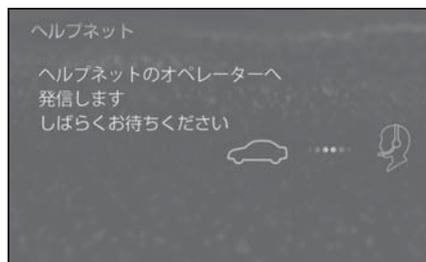 ヘルプネット
ヘルプネットのオペレーターへ
発信します
しばらくお待ちください